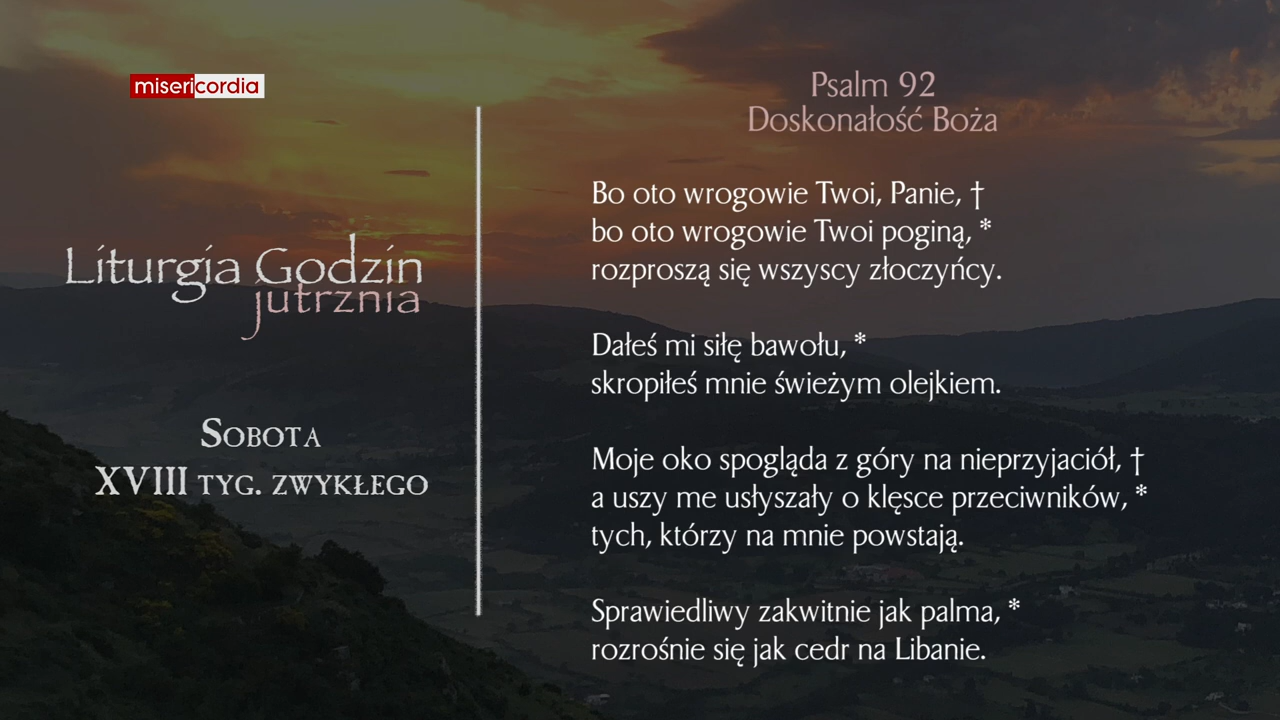 misericordia
Liturgia Godzin
jutrznia
Sobota
XVIII tyg. zwykłego
Psalm 92
Doskonałość Boża
Bo oto wrogowie Twoi, Panie, †
bo oto wrogowie Twoi poginą, *
rozproszą się wszyscy złoczyńcy.
Dałeś mi siłę bawołu, *
skropiłeś mnie świeżym olejkiem.
Moje oko spogląda z góry na nieprzyjaciół, †
a uszy me usłyszały o klęsce przeciwników, *
tych, którzy na mnie powstają.
Sprawiedliwy zakwitnie jak palma, *
rozrośnie się jak cedr na Libanie.